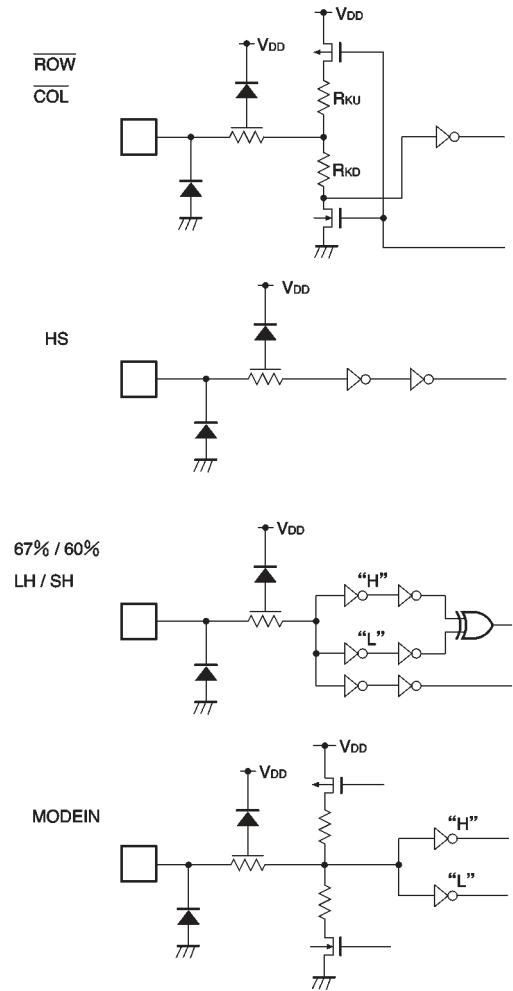 VDD
ROW
VDD
COL
RKU
RKD
VDD
HS
VDD
67% / 60%
LH / SH
“H”
“L”
VDD
VDD
MODEIN
“H”
“L”